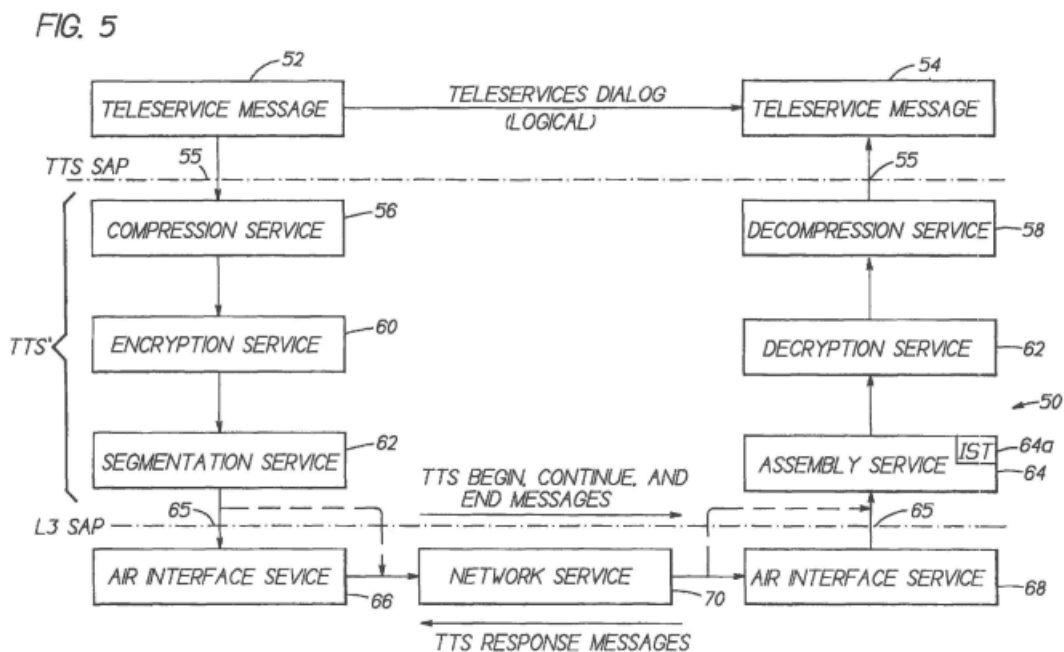 FIG. 5
52
54
TELESERVICE MESSAGE
TELESERVICES DIALOG
(LOGICAL)
TELESERVICE MESSAGE
TTS SAP
55
55
COMPRESSION SERVICE
56
DECOMPRESSION SERVICE
58
TTS'
ENCRYPTION SERVICE
60
DECRYPTION SERVICE
62
50
SEGMENTATION SERVICE
62
ASSEMBLY SERVICE
IST
64a
64
TTS BEGIN, CONTINUE, AND
END MESSAGES
L3 SAP
65
65
AIR INTERFACE SEVICE
66
NETWORK SERVICE
70
AIR INTERFACE SERVICE
68
TTS RESPONSE MESSAGES